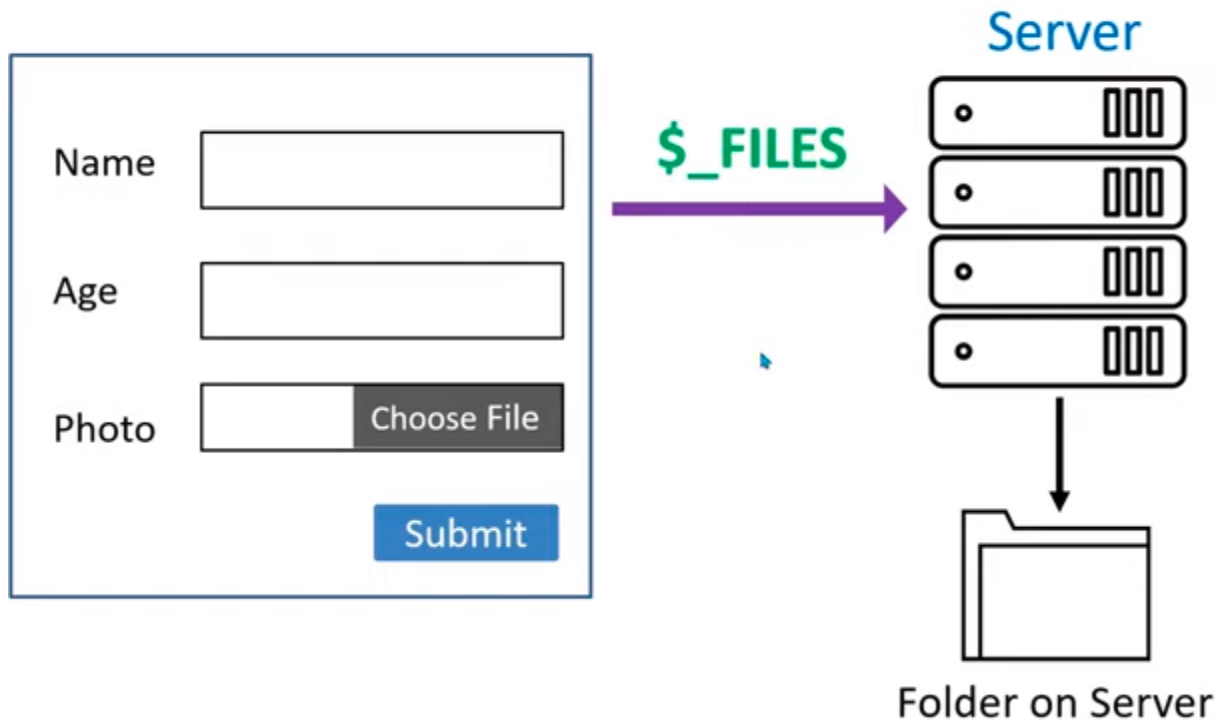 Server
$_FILES
Name
Age
Photo
Choose File
Submit
Folder on Server